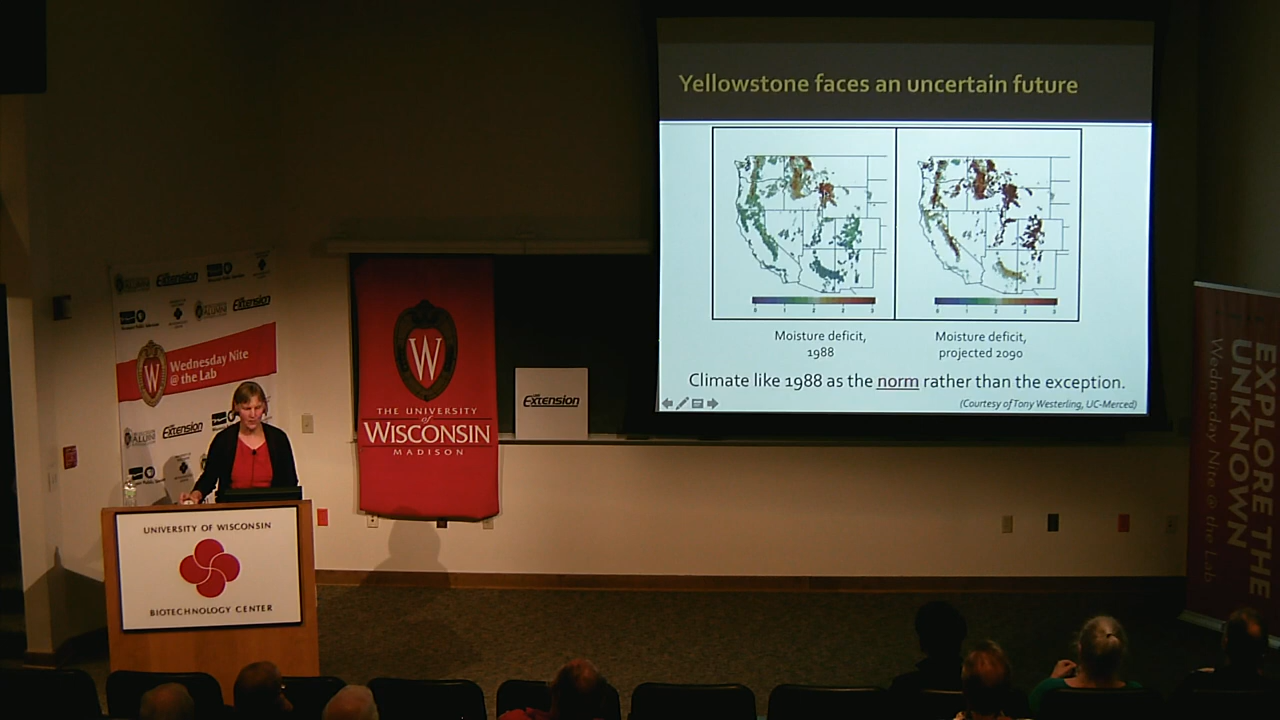 Yellowstone faces an uncertain future
Moisture deficit,
1988
Moisture deficit,
projected 2090
Climate like 1988 as the norm rather than the exception.
(Courtesy of Tony Westerling, UC-Merced)
Extension
Extension
Wednesday Nite
@ the Lab
Extension
THE UNIVERSITY
of
WISCONSIN
MADISON
W
Extension
UNIVERSITY OF WISCONSIN
BIOTECHNOLOGY CENTER
EXPLORE THE
UNKNOWN
Wednesday Nite @ the Lab